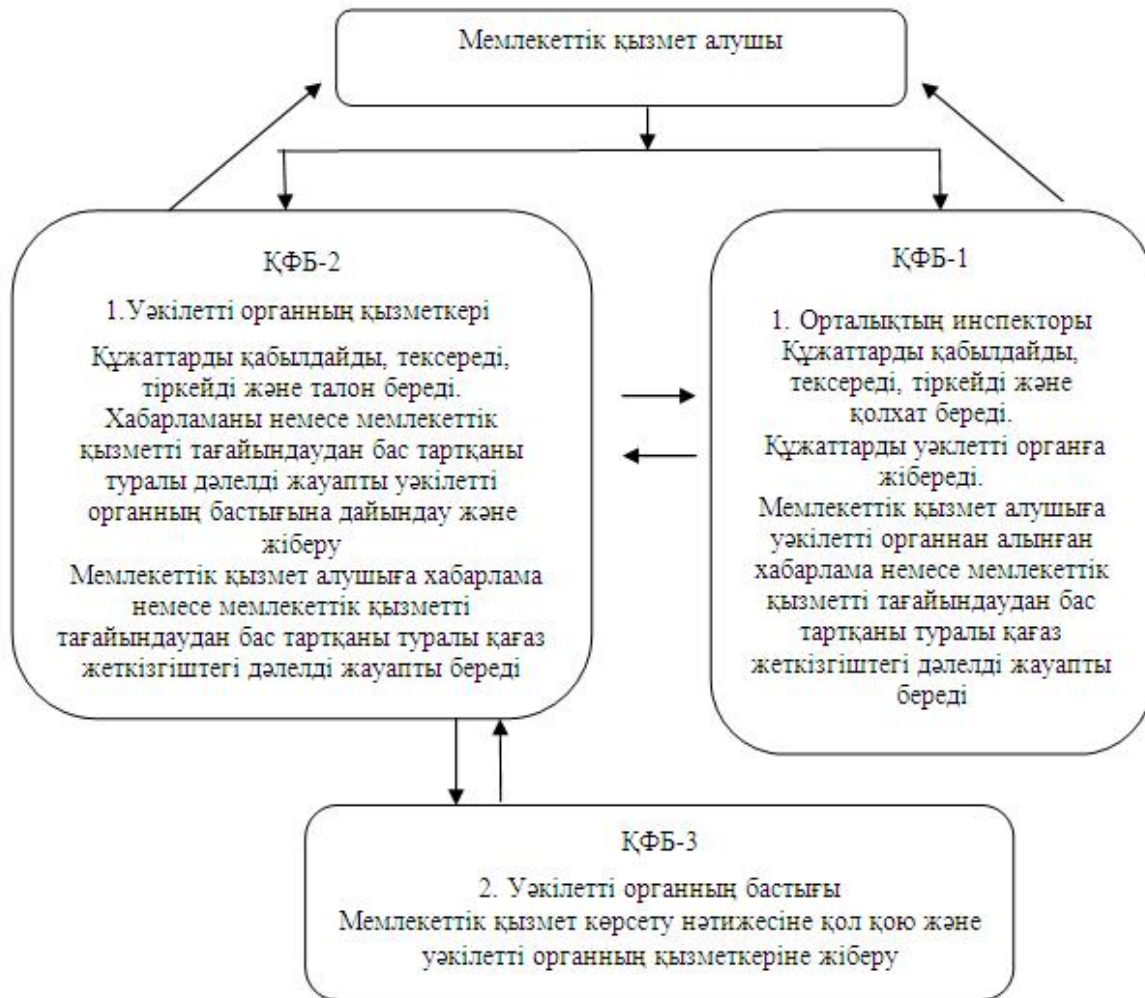 Мемлекеттік қызмет алушы
ҚФБ-2
1.Уәкілетті органның қызметкері
Құжаттарды қабылдайды, тексереді,
тіркейді және талон береді.
Хабарламаны немесе мемлекеттік
қызметті тағайындаудан бас тартқаны
туралы дәлелді жауапты уәкілетті
органның бастығына дайындау және
жіберу
Мемлекеттік қызмет алушыға хабарлама
немесе мемлекеттік қызметті
тағайындаудан бас тартқаны туралы қағаз
жеткізгіштегі дәлелді жауапты береді
ҚФБ-1
1. Орталықтың инспекторы
Құжаттарды қабылдайды,
тексереді, тіркейді және
қолхат береді.
Құжаттарды уәклетті органға
жібереді.
Мемлекеттік қызмет алушыға
уәкілетті органнан алынған
хабарлама немесе мемлекеттік
қызметті тағайындаудан бас
тартқаны туралы қағаз
жеткізгіштегі дәлелді жауапты
береді
ҚФБ-3
2. Уәкілетті органның бастығы
Мемлекеттік қызмет көрсету нәтижесіне қол қою және
уәкілетті органның қызметкеріне жіберу